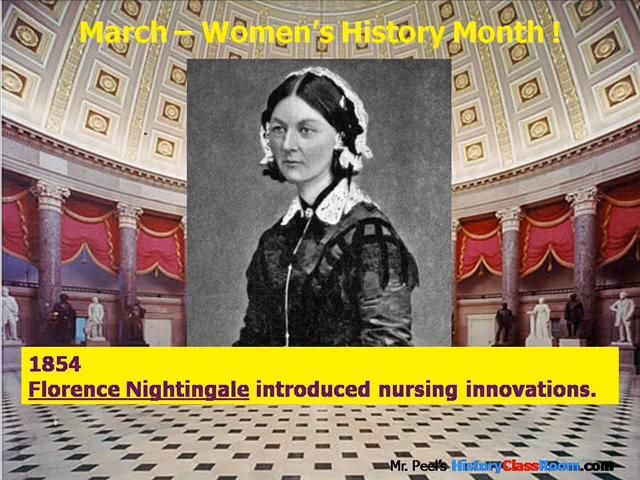 March – Women's History Month !
1854
Florence Nightingale introduced nursing innovations.
Mr. Peel's HistoryClassRoom.com